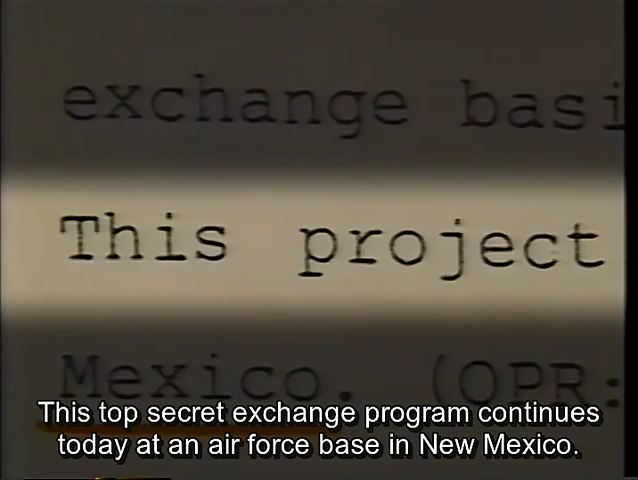 exchange basi
This project
Mexico. (OPR:
This top secret exchange program continues
today at an air force base in New Mexico.